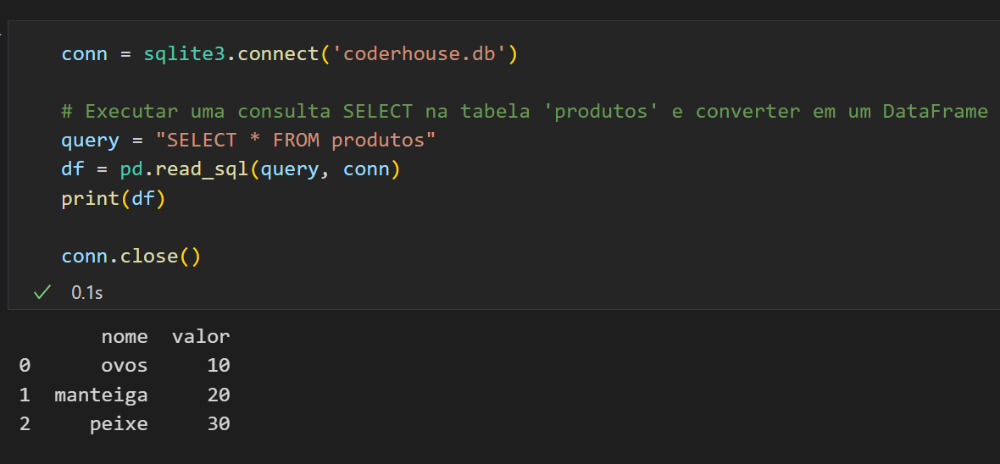 conn = sqlite3.connect('coderhouse.db')
# Executar uma consulta SELECT na tabela 'produtos' e converter em um DataFrame
query = "SELECT * FROM produtos"
df = pd.read_sql(query, conn)
print(df)
conn.close()
✓ 0.1s
nome valor
0 ovos 10
1 manteiga 20
2 peixe 30